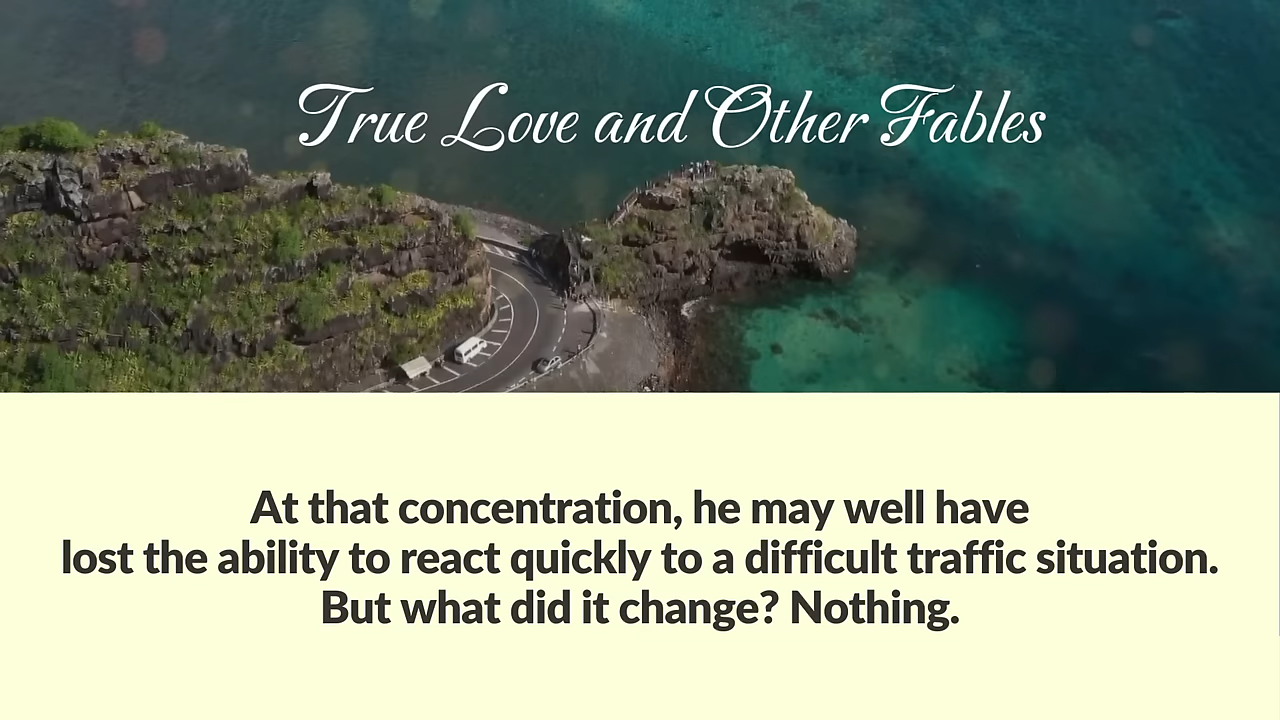 True Love and Other Fables
At that concentration, he may well have
lost the ability to react quickly to a difficult traffic situation.
But what did it change? Nothing.